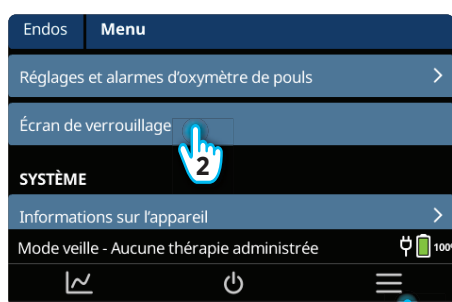 Endos Menu
Réglages et alarmes d'oxymètre de pouls
Écran de verrouillage
2
SYSTÈME
Informations sur l'appareil
Mode veille - Aucune thérapie administrée 100%